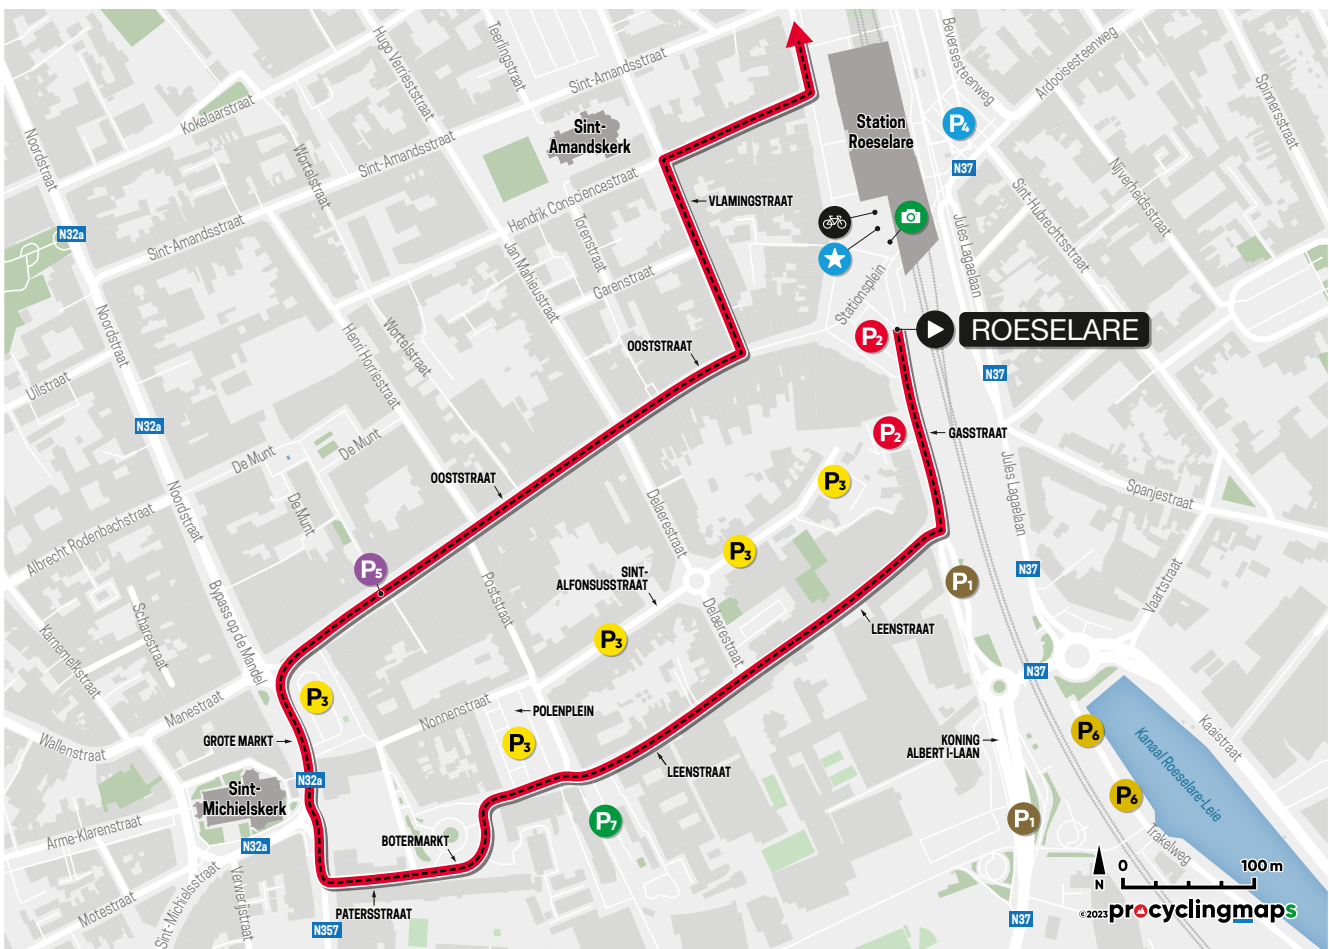 Hugo Verrieststraat
Teerlingstraat
Sint-Amandsstraat
Beversesteenweg
Ardooisesteenweg
Spinnersstraat
Kokelaarstraat
Noordstraat
Wortelstraat
Sint-Amandsstraat
Sint-
Amandskerk
Station
Roeselare
P4
N37
Nijverheidsstraat
Sint-Hubrechtsstraat
Hendrik Consciencestraat
VLAMINGSTRAAT
N32a
Sint-Amandsstraat
Jan Mahieustraat
Torenstraat
Garenstraat
Jules Lagaelaan
Stationsplein
Noordstraat
Henri Horriestraat
Wortelstraat
OOSTSTRAAT
P2
ROESELARE
N37
Uilstraat
N32a
De Munt
De Munt
P2
GASSTRAAT
Jules Lagaelaan
OOSTSTRAAT
P3
Spanjestraat
Noordstraat
De Munt
Delaerestraat
Albrecht Rodenbachstraat
P5
P3
SINT-
ALFONSUSSTRAAT
P1
N37
Vaartstraat
Bypass op de Mandel
Poststraat
Scharestraat
Karnemelkstraat
Delaerestraat
LEENSTRAAT
P3
N37
Manestraat
P3
Nonnenstraat
POLENPLEIN
P3
Wallenstraat
GROTE MARKT
KONING
ALBERT I-LAAN
P6
Kaaistraat
Kanaal Roeselare-Leie
N32a
LEENSTRAAT
Sint-
Michielskerk
P6
P7
P1
Arme-Klarenstraat
N32a
BOTERMARKT
Trakelweg
Sint-Michielsstraat
Verwerijstraat
Motestraat
PATERSSTRAAT
N357
N37
N
0
100 m
©2023 procyclingmaps